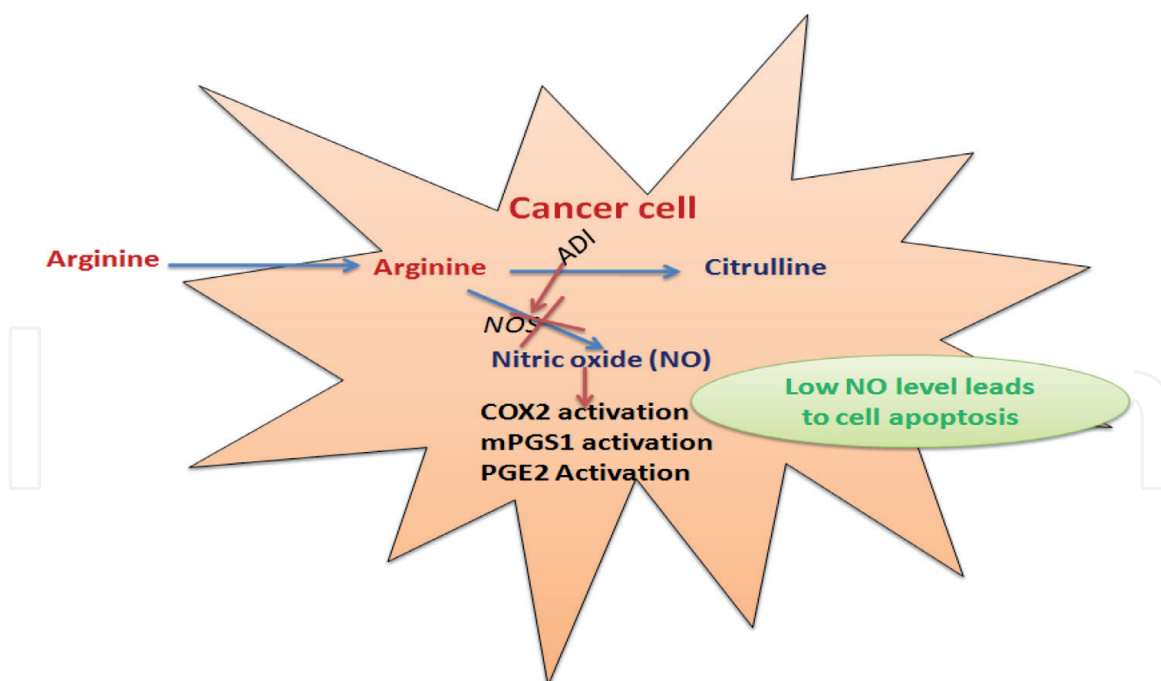 Cancer cell
ADI
Arginine
Arginine
Citrulline
NOS
Nitric oxide (NO)
COX2 activation
mPGS1 activation
PGE2 Activation
Low NO level leads
to cell apoptosis